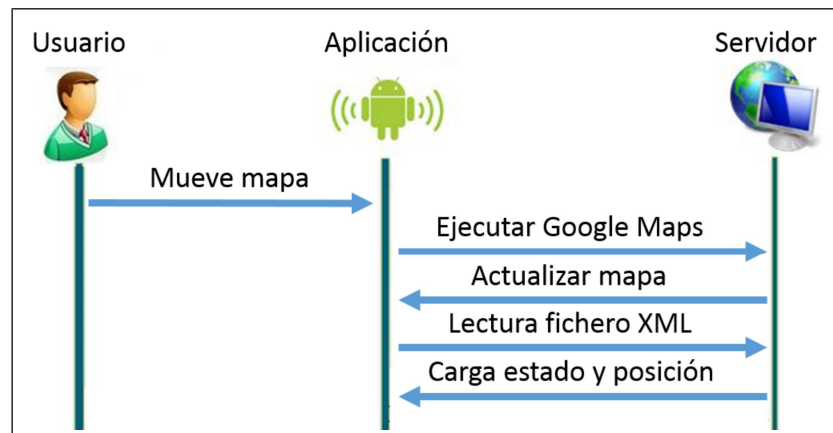 Usuario
Aplicación
Servidor
Mueve mapa
Ejecutar Google Maps
Actualizar mapa
Lectura fichero XML
Carga estado y posición